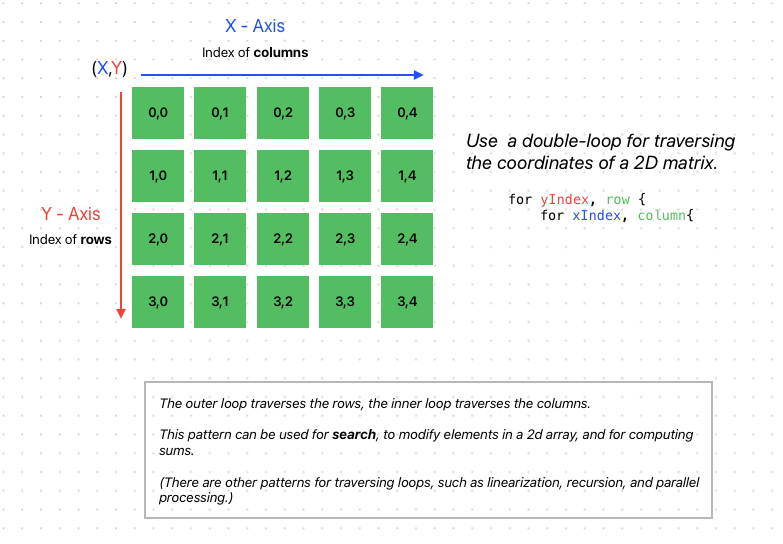 X - Axis
Index of columns
(X,Y)
0,0 0,1 0,2 0,3 0,4
1,0 1,1 1,2 1,3 1,4
Y - Axis
Index of rows
2,0 2,1 2,2 2,3 2,4
3,0 3,1 3,2 3,3 3,4
Use a double-loop for traversing
the coordinates of a 2D matrix.
for yIndex, row {
for xIndex, column{
The outer loop traverses the rows, the inner loop traverses the columns.
This pattern can be used for search, to modify elements in a 2d array, and for computing
sums.
(There are other patterns for traversing loops, such as linearization, recursion, and parallel
processing.)